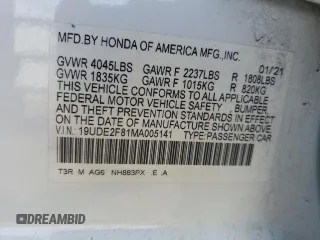 MFD.BY HONDA OF AMERICA MFG.,INC.
01/21
GVWR 4045LBS GAWR F 2237LBS R 1808LBS
GVWR 1835KG GAWR F 1015KG R 820KG
THIS VEHICLE CONFORMS TO ALL APPLICABLE
FEDERAL MOTOR VEHICLE SAFETY, BUMPER,
AND THEFT PREVENTION STANDARDS IN EFFECT
ON THE DATE OF MANUFACTURE SHOWN ABOVE.
VIN: 19UDE2F81MA005141 TYPE:PASSENGER CAR
T3R M AG6 NH883PX E A
DREAMBID